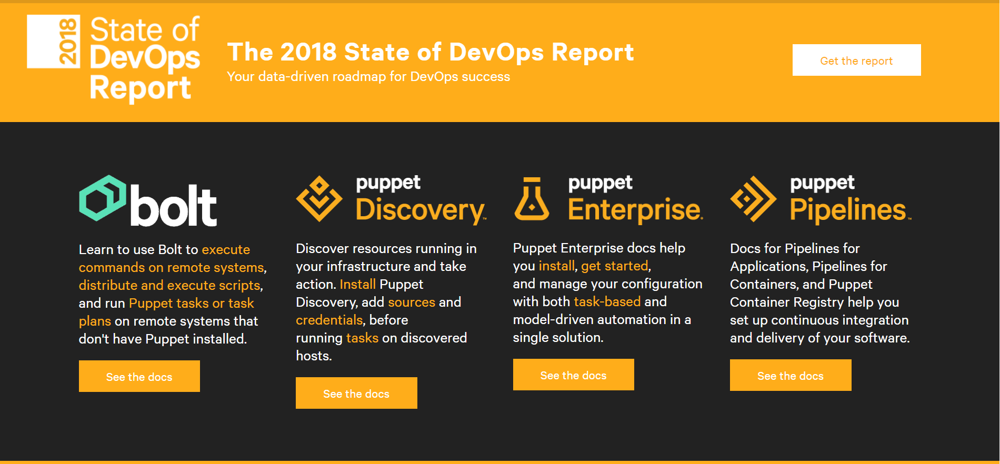 2018
State of
DevOps
Report
The 2018 State of DevOps Report
Your data-driven roadmap for DevOps success
Get the report
bolt
Learn to use Bolt to execute
commands on remote systems,
distribute and execute scripts,
and run Puppet tasks or task
plans on remote systems that
don't have Puppet installed.
See the docs
puppet
Discovery™
Discover resources running in
your infrastructure and take
action. Install Puppet
Discovery, add sources and
credentials, before
running tasks on discovered
hosts.
See the docs
puppet
Enterprise®
Puppet Enterprise docs help
you install, get started,
and manage your configuration
with both task-based and
model-driven automation in a
single solution.
See the docs
puppet
Pipelines™
Docs for Pipelines for
Applications, Pipelines for
Containers, and Puppet
Container Registry help you
set up continuous integration
and delivery of your software.
See the docs